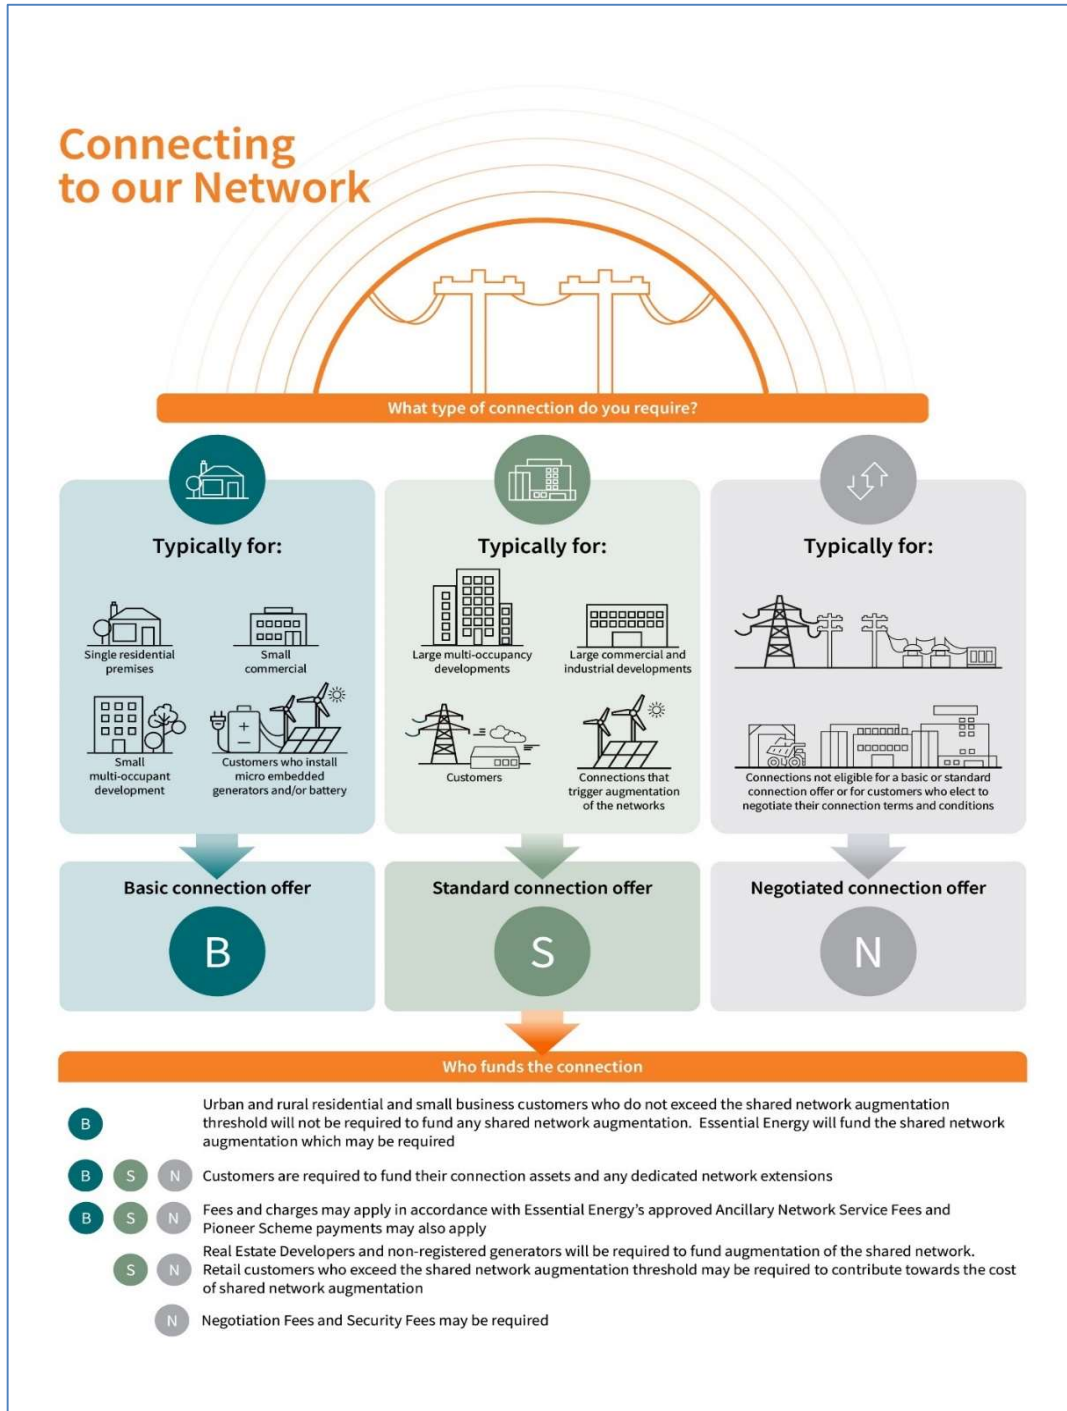 Connecting
to our Network
What type of connection do you require?
Typically for:
Single residential
premises
Small
commercial
Small
multi-occupant
development
Customers who install
micro embedded
generators and/or battery
Typically for:
Large multi-occupancy
developments
Large commercial and
industrial developments
Customers
Connections that
trigger augmentation
of the networks
Typically for:
Connections not eligible for a basic or standard
connection offer or for customers who elect to
negotiate their connection terms and conditions
Basic connection offer
B
Standard connection offer
S
Negotiated connection offer
N
Who funds the connection
B
Urban and rural residential and small business customers who do not exceed the shared network augmentation
threshold will not be required to fund any shared network augmentation. Essential Energy will fund the shared network
augmentation which may be required
B S N Customers are required to fund their connection assets and any dedicated network extensions
B S N
Fees and charges may apply in accordance with Essential Energy's approved Ancillary Network Service Fees and
Pioneer Scheme payments may also apply
S N
Real Estate Developers and non-registered generators will be required to fund augmentation of the shared network.
Retail customers who exceed the shared network augmentation threshold may be required to contribute towards the cost
of shared network augmentation
N Negotiation Fees and Security Fees may be required